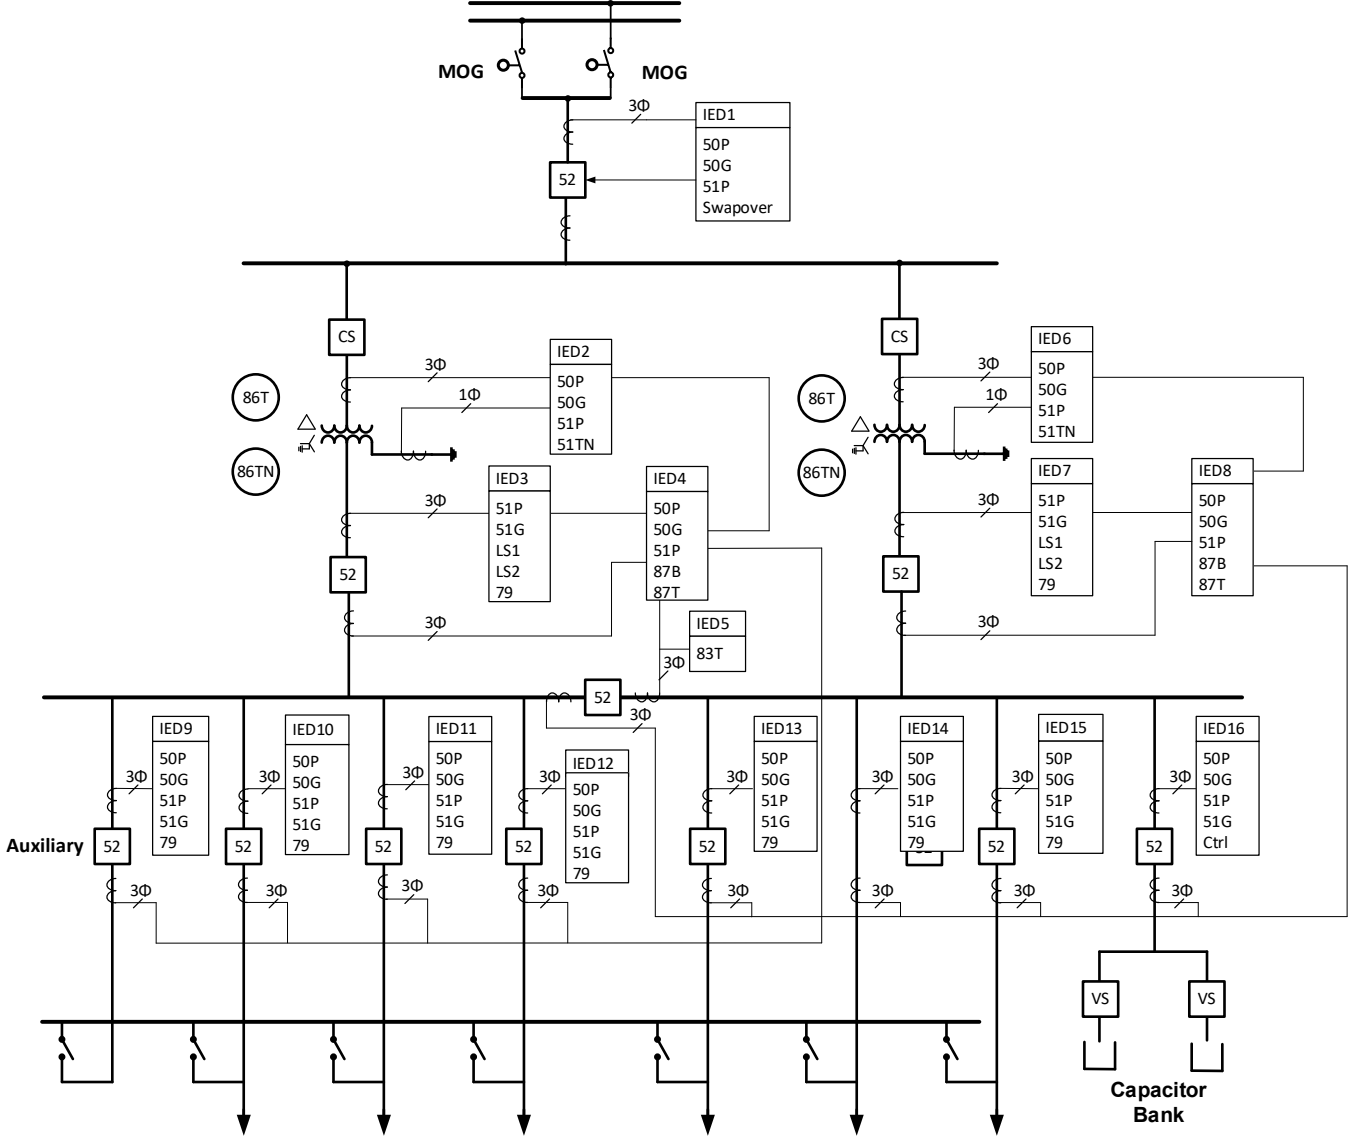 MOG
MOG
3Φ
IED1
50P
50G
51P
Swapover
52
CS
CS
3Φ
IED2
50P
50G
51P
51TN
1Φ
86T
86TN
3Φ
IED6
50P
50G
51P
51TN
1Φ
86T
86TN
3Φ
IED3
51P
51G
LS1
LS2
79
IED4
50P
50G
51P
87B
87T
3Φ
IED7
51P
51G
LS1
LS2
79
IED8
50P
50G
51P
87B
87T
52
52
3Φ
3Φ
IED5
83T
3Φ
52
3Φ
IED9
50P
50G
51P
51G
79
3Φ
IED10
50P
50G
51P
51G
79
3Φ
IED11
50P
50G
51P
51G
79
3Φ
IED12
50P
50G
51P
51G
79
3Φ
IED13
50P
50G
51P
51G
79
3Φ
IED14
50P
50G
51P
51G
79
3Φ
IED15
50P
50G
51P
51G
79
3Φ
IED16
50P
50G
51P
51G
Ctrl
3Φ
Auxiliary
52
52
52
52
52
52
52
3Φ
3Φ
3Φ
3Φ
3Φ
3Φ
3Φ
3Φ
VS
VS
Capacitor
Bank